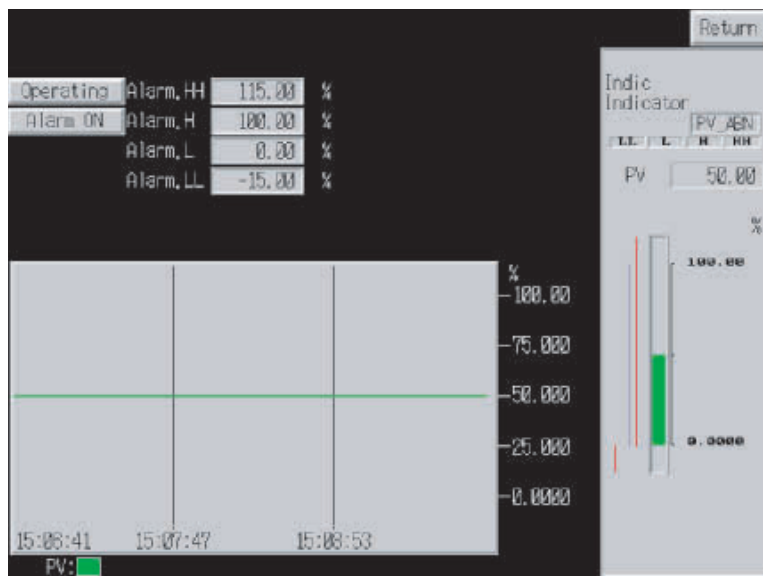 Return
Operating Alarm.HH 115.00 %
Alarm ON Alarm.H 100.00 %
Alarm.L 0.00 %
Alarm.LL -15.00 %
Indic
Indicator
PV_ABN
LL L H HH
PV 50.00
%
100.00
0.0000
%
100.00
75.000
50.000
25.000
0.0000
15:06:41 15:07:47 15:08:53
PV: